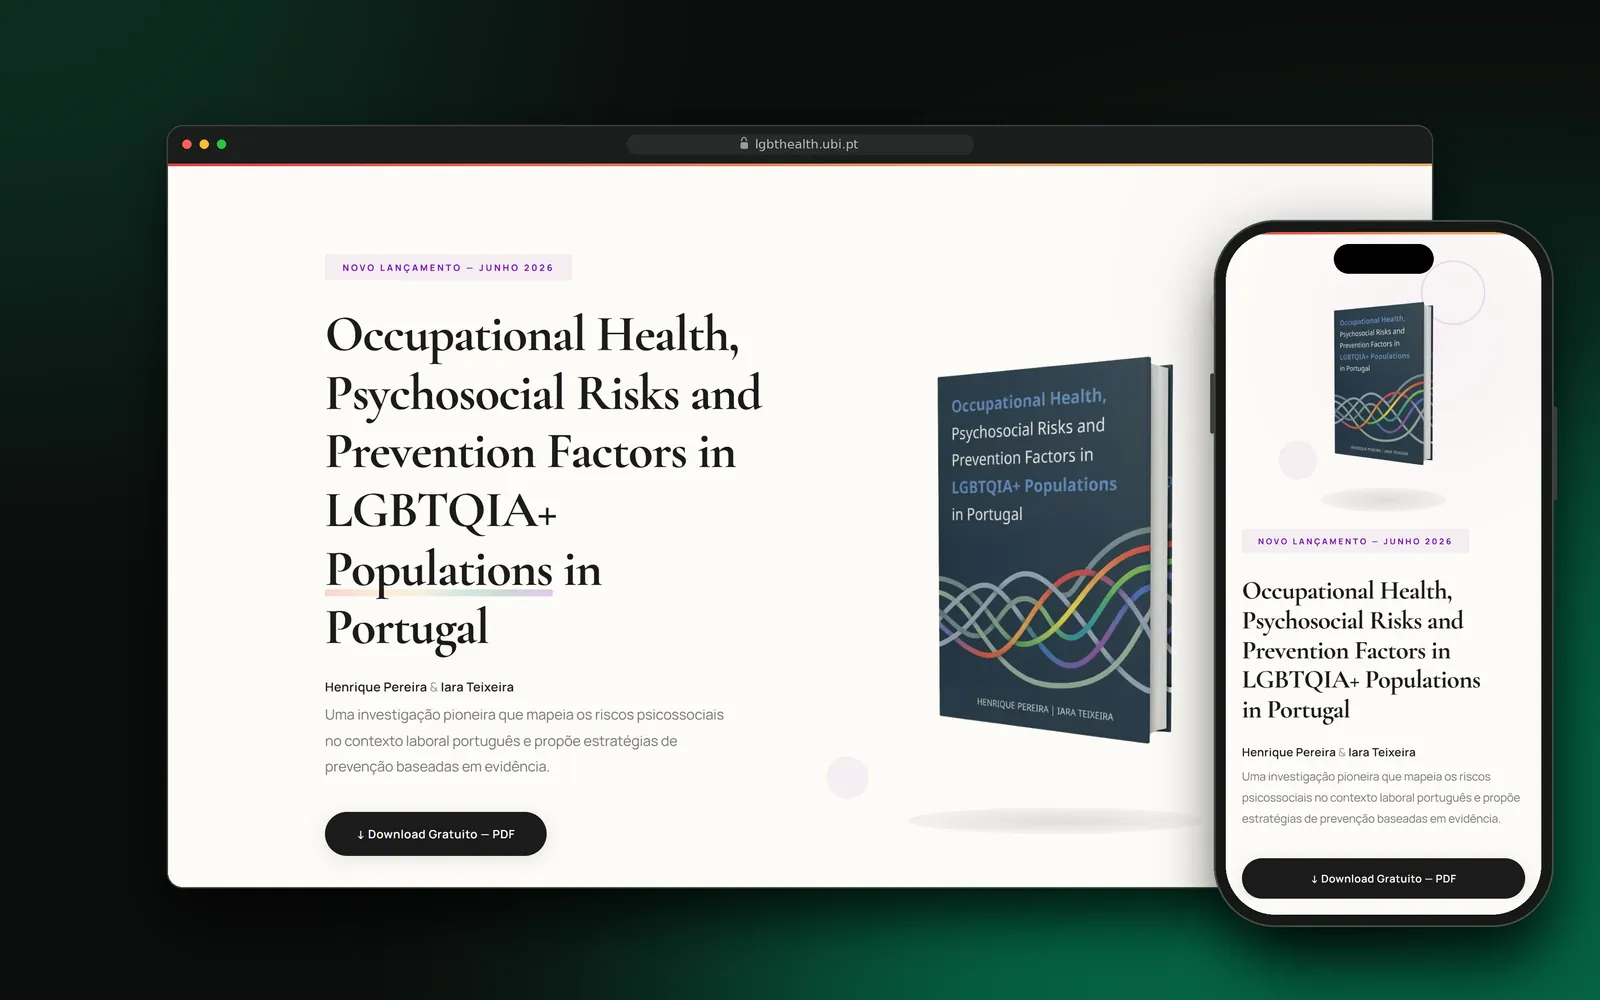 lgbthealth.ubi.pt
NOVO LANÇAMENTO — JUNHO 2026
Occupational Health,
Psychosocial Risks and
Prevention Factors in
LGBTQIA+
Populations in
Portugal
Henrique Pereira & Iara Teixeira
Uma investigação pioneira que mapeia os riscos psicossociais
no contexto laboral português e propõe estratégias de
prevenção baseadas em evidência.
↓ Download Gratuito — PDF
Occupational Health,
Psychosocial Risks and
Prevention Factors in
LGBTQIA+ Populations
in Portugal
HENRIQUE PEREIRA | IARA TEIXEIRA
Occupational Health,
Psychosocial Risks and
Prevention Factors in
LGBTQIA+ Populations
in Portugal
HENRIQUE PEREIRA | IARA TEIXEIRA
NOVO LANÇAMENTO — JUNHO 2026
Occupational Health,
Psychosocial Risks and
Prevention Factors in
LGBTQIA+ Populations
in Portugal
Henrique Pereira & Iara Teixeira
Uma investigação pioneira que mapeia os riscos
psicossociais no contexto laboral português e propõe
estratégias de prevenção baseadas em evidência.
↓ Download Gratuito — PDF